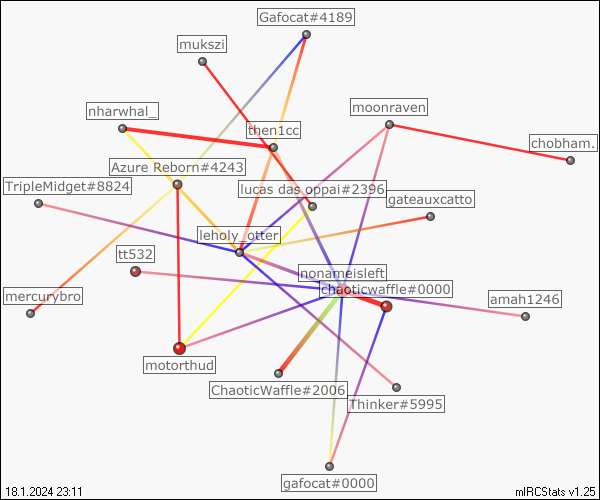 Gafocat#4189
mukszi
moonraven
nharwhal_
then1cc
chobham.
Azure Reborn#4243
TripleMidget#8824
lucas das oppai#2396
gateauxcatto
leholy_otter
tt532
nonameisleft
chaoticwaffle#0000
mercurybro
amah1246
motorthud
ChaoticWaffle#2006
Thinker#5995
gafocat#0000
18.1.2024 23:11
mIRCStats v1.25